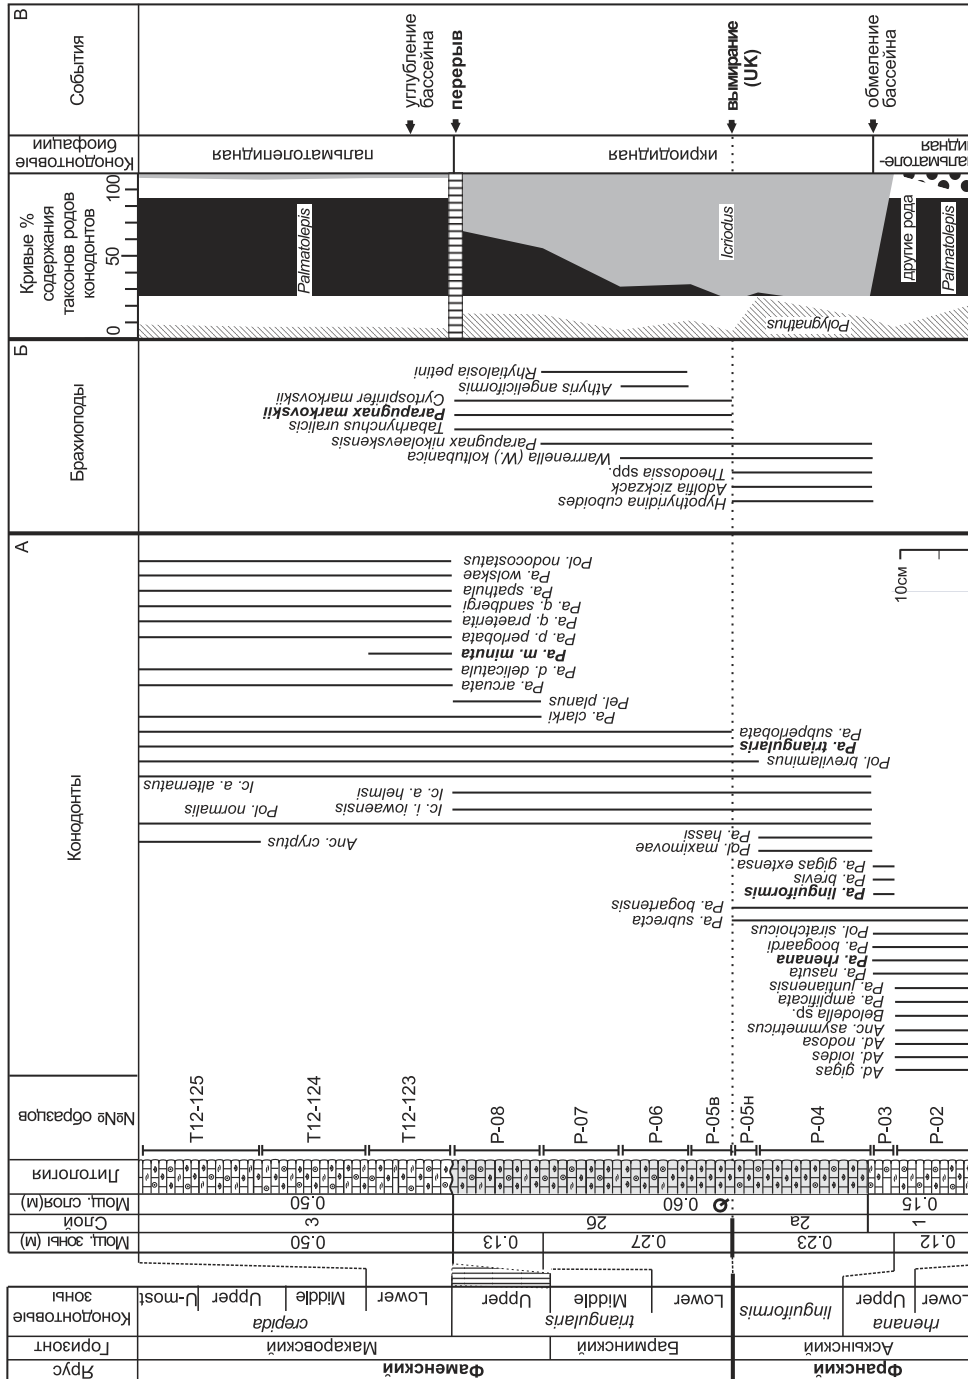 В
События
углубление
бассейна
перерыв
вымирание
(UK)
обмеление
бассейна
Конодонтовые
биофации
пальматолепидная
икриодидная
пальматоле-
Кривые %
содержания
таксонов родов
конодонтов
100
50
0
Palmatolepis
Icriodus
Polygnathus
другие рода
Palmatolepis
Б
Брахиоподы
Rhytialosia petini
Athyris angeliciformis
Cyrtospirifer markovskii
Parapugnax markovskii
Tabarhynchus uralicis
Parapugnax nikolaevskensis
Warrenella (W.) koltubanica
Theodossia spp.
Adolfia zickzack
Hypothyridina cuboides
А
Конодонты
Pol. nodocostatus
Pa. wolskae
Pa. spathula
Pa. q. sandbergi
Pa. q. praeterita
Pa. p. perlobata
Pa. m. minuta
Pa. d. delicatula
Pa. arcuata
Pel. planus
Pa. clarki
Pa. subperlobata
Pa. triangularis
Pol. brevilaminus
Ic. a. alternatus
Ic. a. helmsi
Ic. i. iowaensis
Pol. normalis
Anc. cryptus
Pa. hassi
Pol. maximovae
Pa. gigas extensa
Pa. brevis
Pa. linguiformis
Pa. bogartensis
Pa. subrecta
Pol. siratchoicus
Pa. boogaardi
Pa. rhenana
Pa. nasuta
Pa. juntianensis
Pa. amplificata
Belodella sp.
Anc. asymmetricus
Ad. nodosa
Ad. ioides
Ad. gigas
10см
№№ образцов
Т12-125
Т12-124
Т12-123
Р-08
Р-07
Р-06
Р-05в
Р-05н
Р-04
Р-03
Р-02
Литология
Мощ. слоя(м)
0.50
0.60
0.15
Слой
3
2б
2а
1
Мощ. зоны (м)
0.50
0.13
0.27
0.23
0.12
Конодонтовые
зоны
U-most
Upper
Middle
Lower
crepida
Upper
Middle
Lower
triangularis
linguiformis
Upper
Lower
rhenana
Горизонт
Макаровский
Барминский
Аскынский
Ярус
Фаменский
Франский